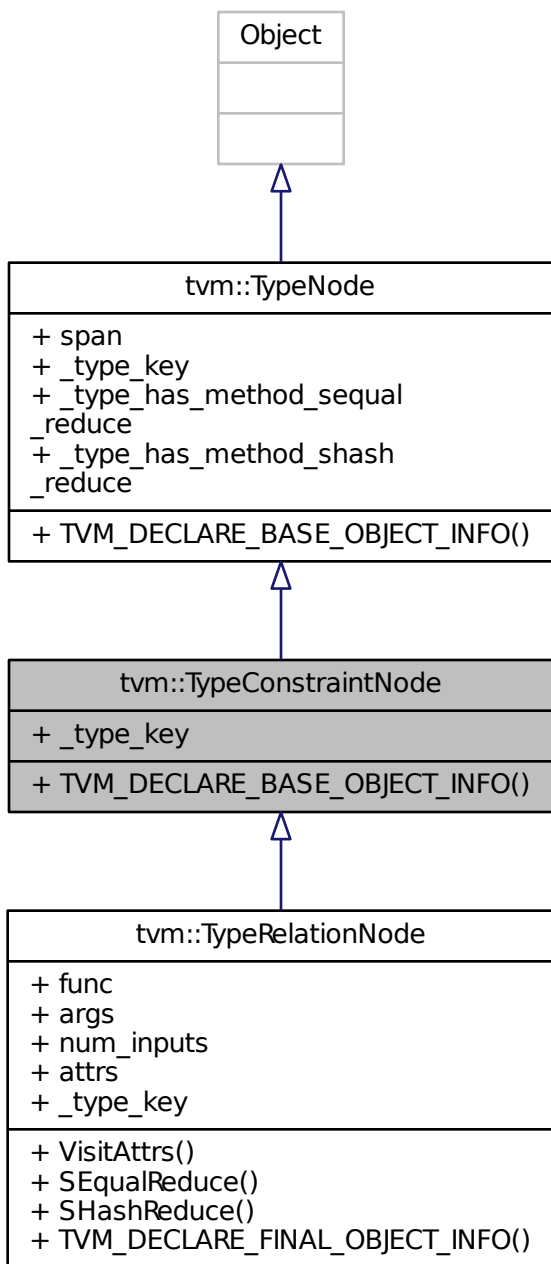 Object
tvm::TypeNode
+ span
+ _type_key
+ _type_has_method_sequal
_reduce
+ _type_has_method_shash
_reduce
+ TVM_DECLARE_BASE_OBJECT_INFO()
tvm::TypeConstraintNode
+ _type_key
+ TVM_DECLARE_BASE_OBJECT_INFO()
tvm::TypeRelationNode
+ func
+ args
+ num_inputs
+ attrs
+ _type_key
+ VisitAttrs()
+ SEqualReduce()
+ SHashReduce()
+ TVM_DECLARE_FINAL_OBJECT_INFO()